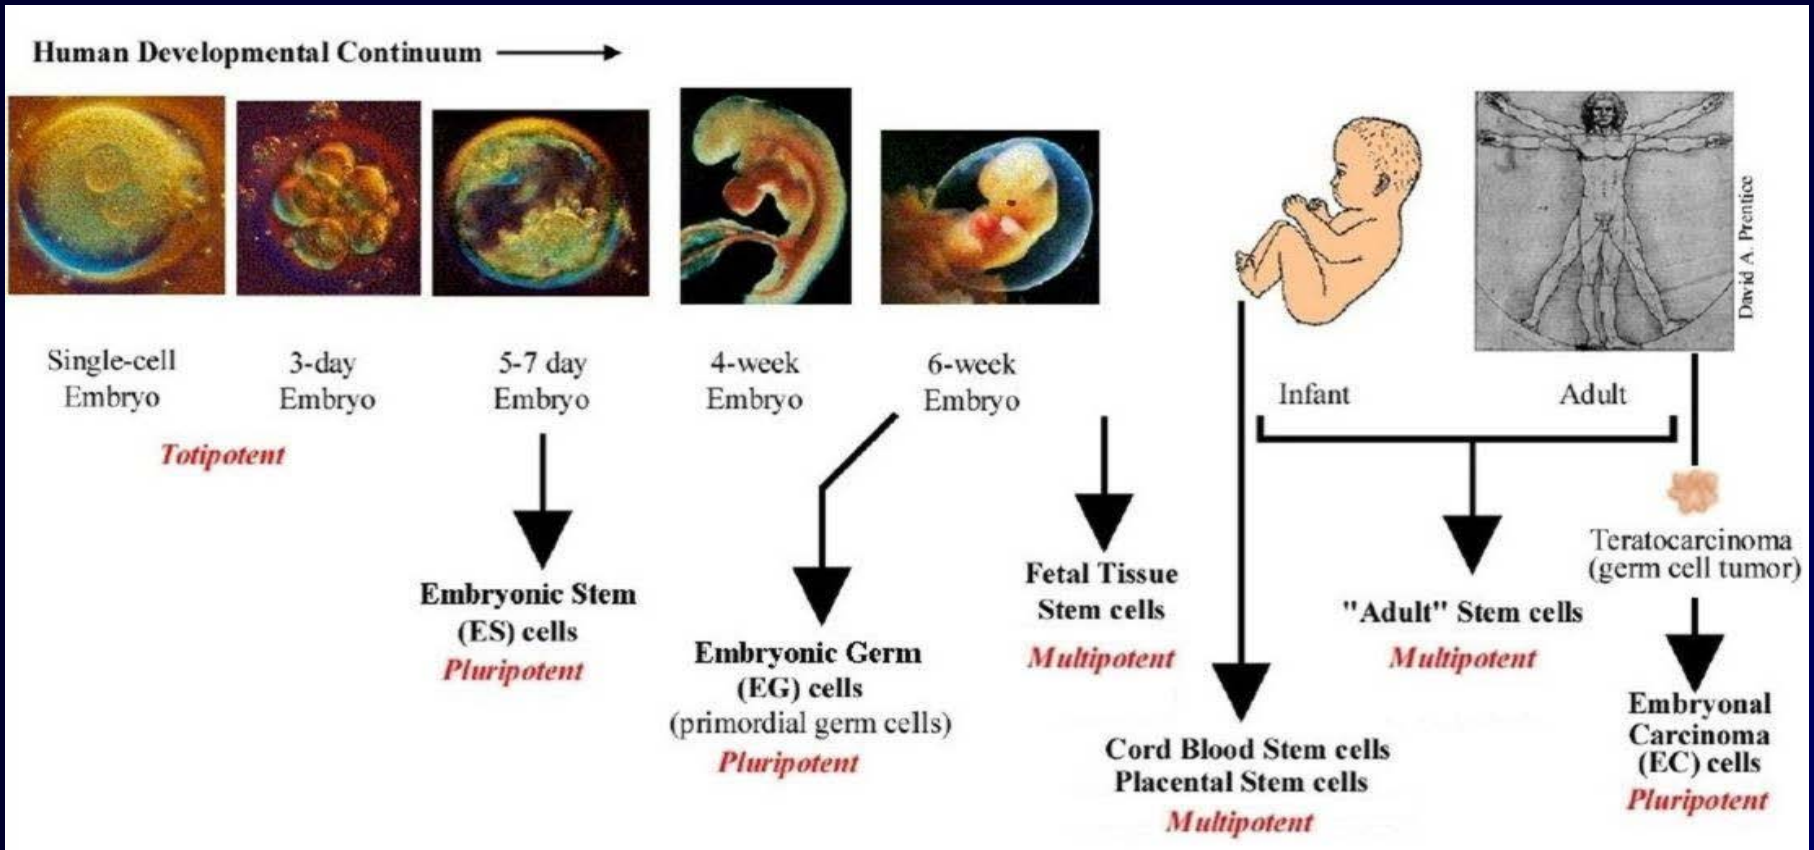 Human Developmental Continuum
David A. Prentice
Single-cell
Embryo
3-day
Embryo
5-7 day
Embryo
4-week
Embryo
6-week
Embryo
Infant
Adult
Totipotent
Embryonic Stem
(ES) cells
Pluripotent
Embryonic Germ
(EG) cells
(primordial germ cells)
Pluripotent
Fetal Tissue
Stem cells
Multipotent
Cord Blood Stem cells
Placental Stem cells
Multipotent
"Adult" Stem cells
Multipotent
Teratocarcinoma
(germ cell tumor)
Embryonal
Carcinoma
(EC) cells
Pluripotent